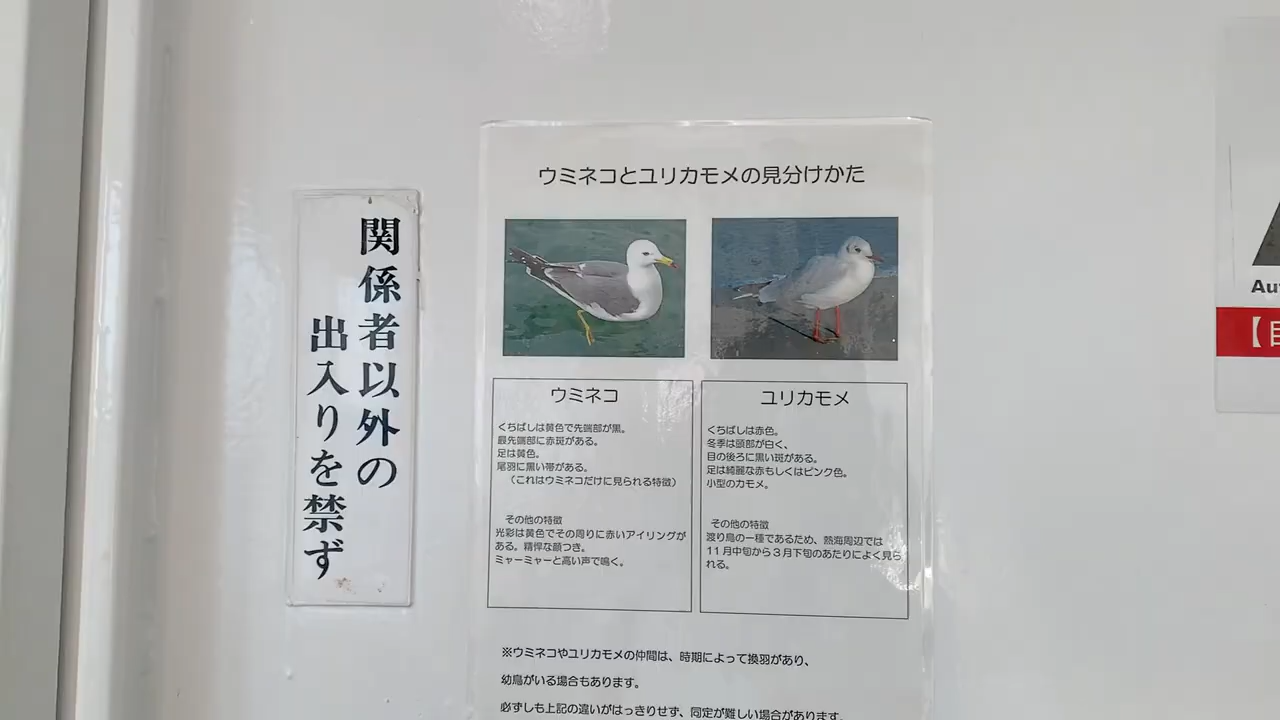 関係者以外の
出入りを禁ず
ウミネコとユリカモメの見分けかた
ウミネコ
くちばしは黄色で先端部が黒。
最先端部に赤斑がある。
足は黄色。
尾羽に黒い帯がある。
（これはウミネコだけに見られる特徴）
その他の特徴
光彩は黄色でその周りに赤いアイリングが
ある。精悍な顔つき。
ミャーミャーと高い声で鳴く。
ユリカモメ
くちばしは赤色。
冬季は頭部が白く、
目の後ろに黒い斑がある。
足は綺麗な赤もしくはピンク色。
小型のカモメ。
その他の特徴
渡り鳥の一種であるため、熱海周辺では
11月中旬から3月下旬のあたりによく見ら
れる。
※ウミネコやユリカモメの仲間は、時期によって換羽があり、
幼鳥がいる場合もあります。
必ずしも上記の違いがはっきりせず、同定が難しい場合があります。
Au
【目